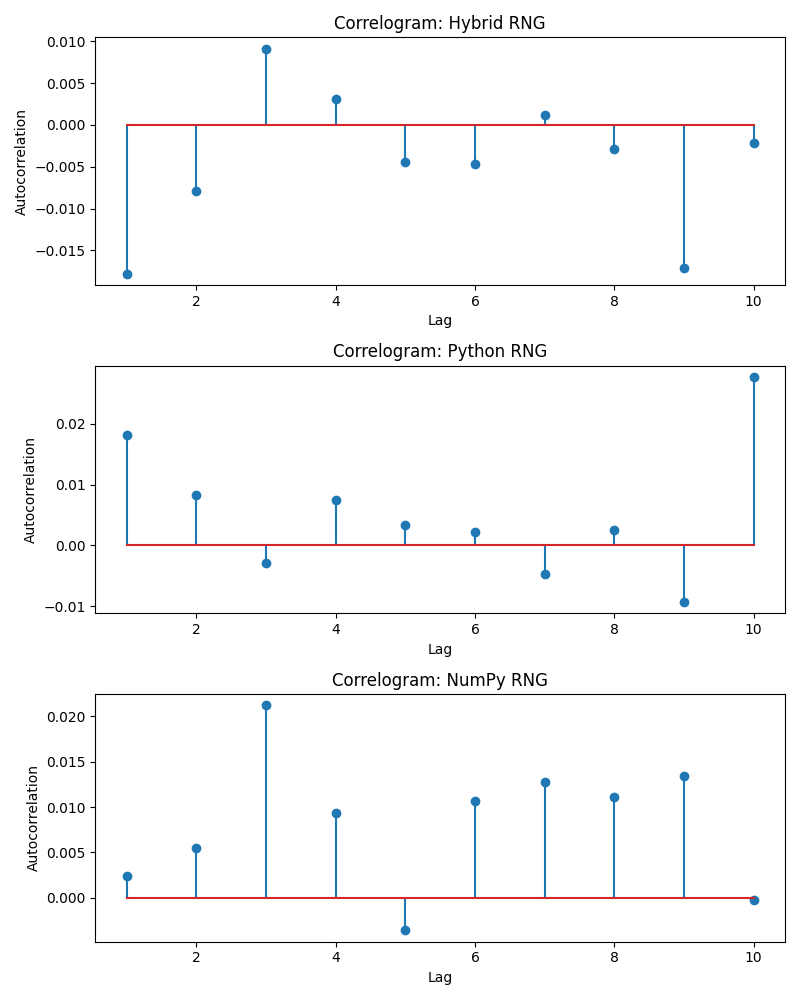 Correlogram: Hybrid RNG
0.010
0.005
0.000
−0.005
−0.010
−0.015
Autocorrelation
2 4 6 8 10
Lag
Correlogram: Python RNG
0.02
0.01
0.00
−0.01
Autocorrelation
2 4 6 8 10
Lag
Correlogram: NumPy RNG
0.020
0.015
0.010
0.005
0.000
Autocorrelation
2 4 6 8 10
Lag